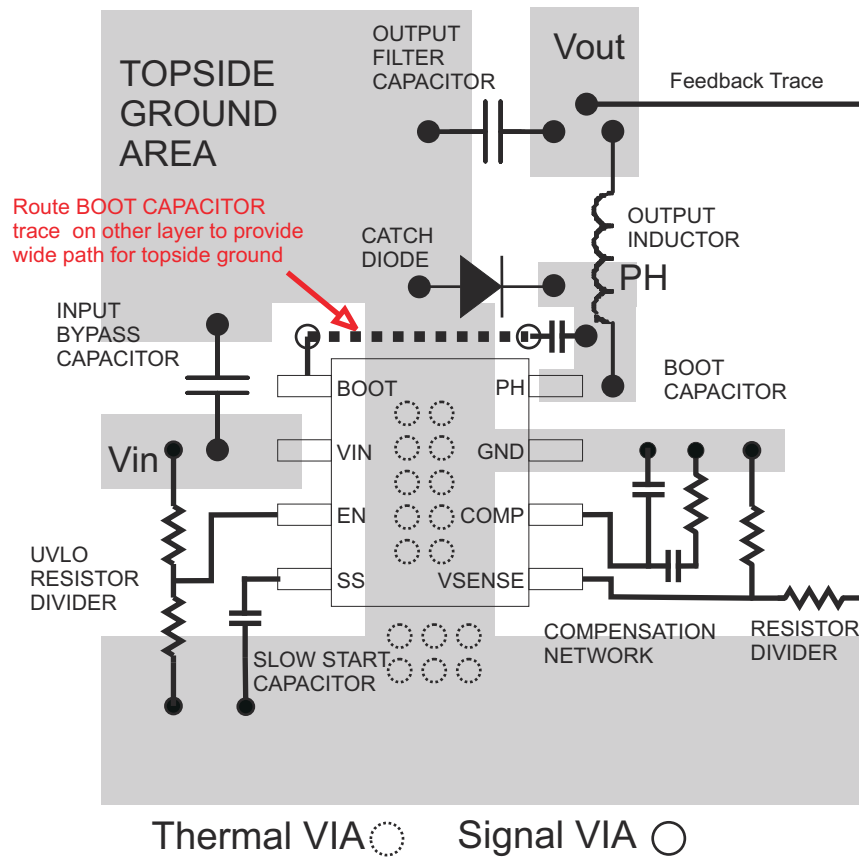 TOPSIDE
GROUND
AREA
OUTPUT
FILTER
CAPACITOR
Vout
Feedback Trace
Route BOOT CAPACITOR
trace on other layer to provide
wide path for topside ground
CATCH
DIODE
OUTPUT
INDUCTOR
PH
INPUT
BYPASS
CAPACITOR
BOOT
CAPACITOR
BOOT
PH
Vin
VIN
GND
EN
COMP
UVLO
RESISTOR
DIVIDER
SS
VSENSE
SLOW START
CAPACITOR
COMPENSATION
NETWORK
RESISTOR
DIVIDER
Thermal VIA
Signal VIA